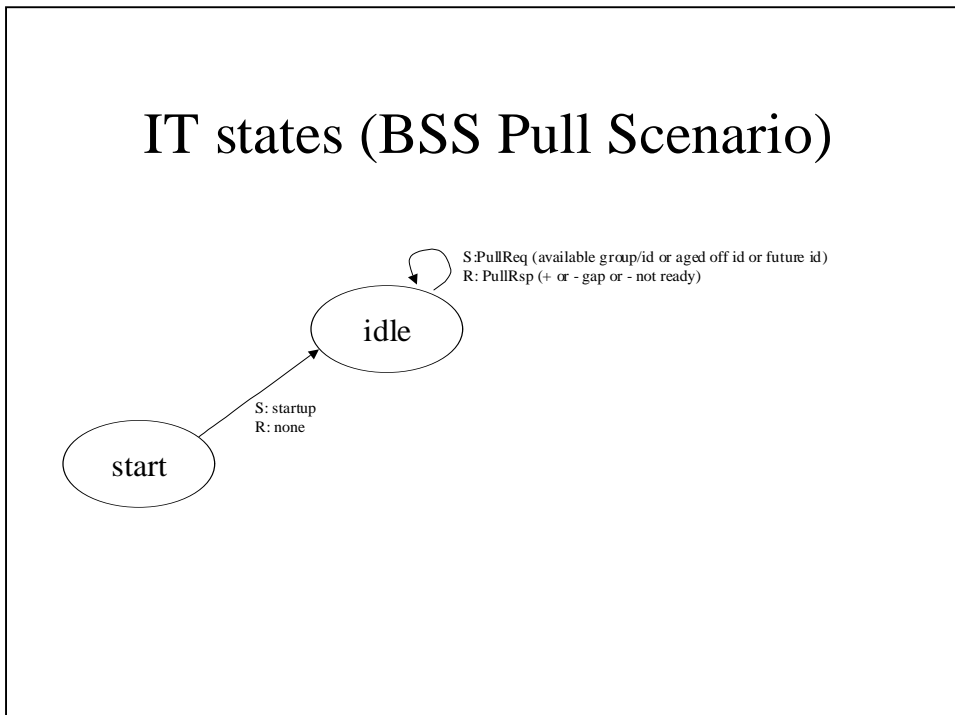 IT states (BSS Pull Scenario)
S:PullReq (available group/id or aged off id or future id)
R: PullRsp (+ or - gap or - not ready)
idle
S: startup
R: none
start